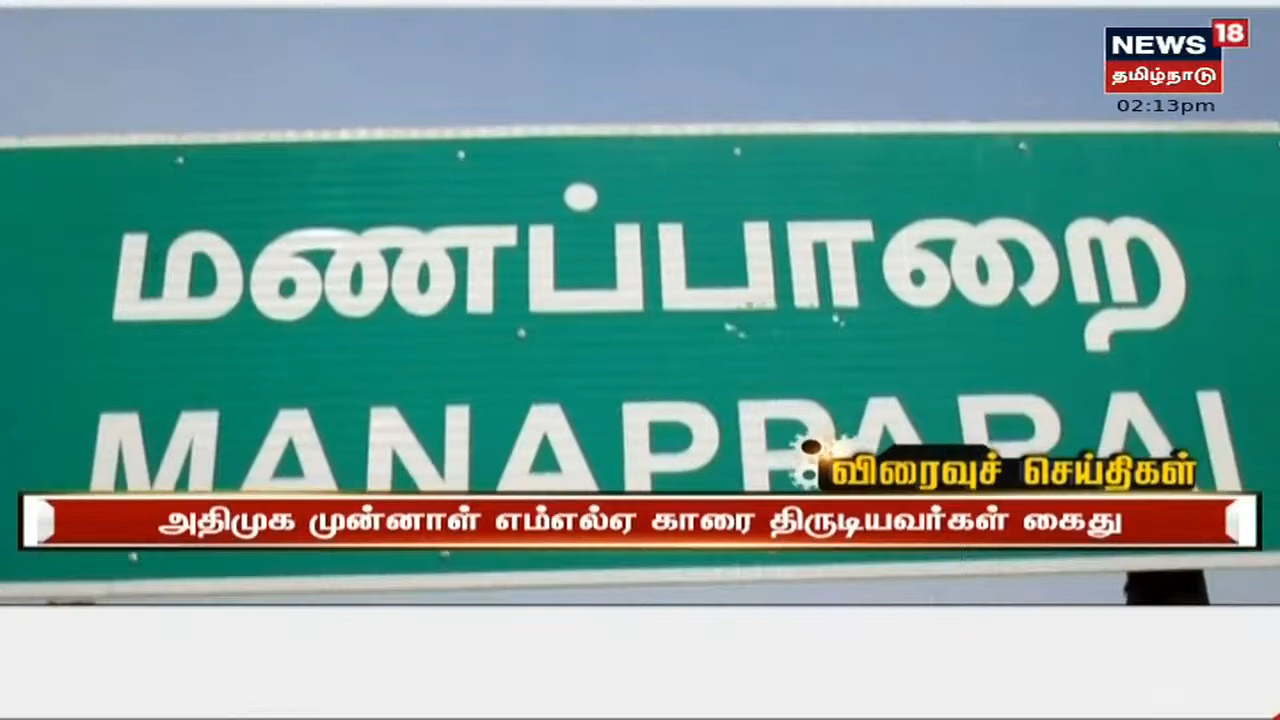 NEWS 18
தமிழ்நாடு
02:13pm
மணப்பாறை
MANAPPARAI
விரைவுச் செய்திகள்
அதிமுக முன்னாள் எம்எல்ஏ காரை திருடியவர்கள் கைது